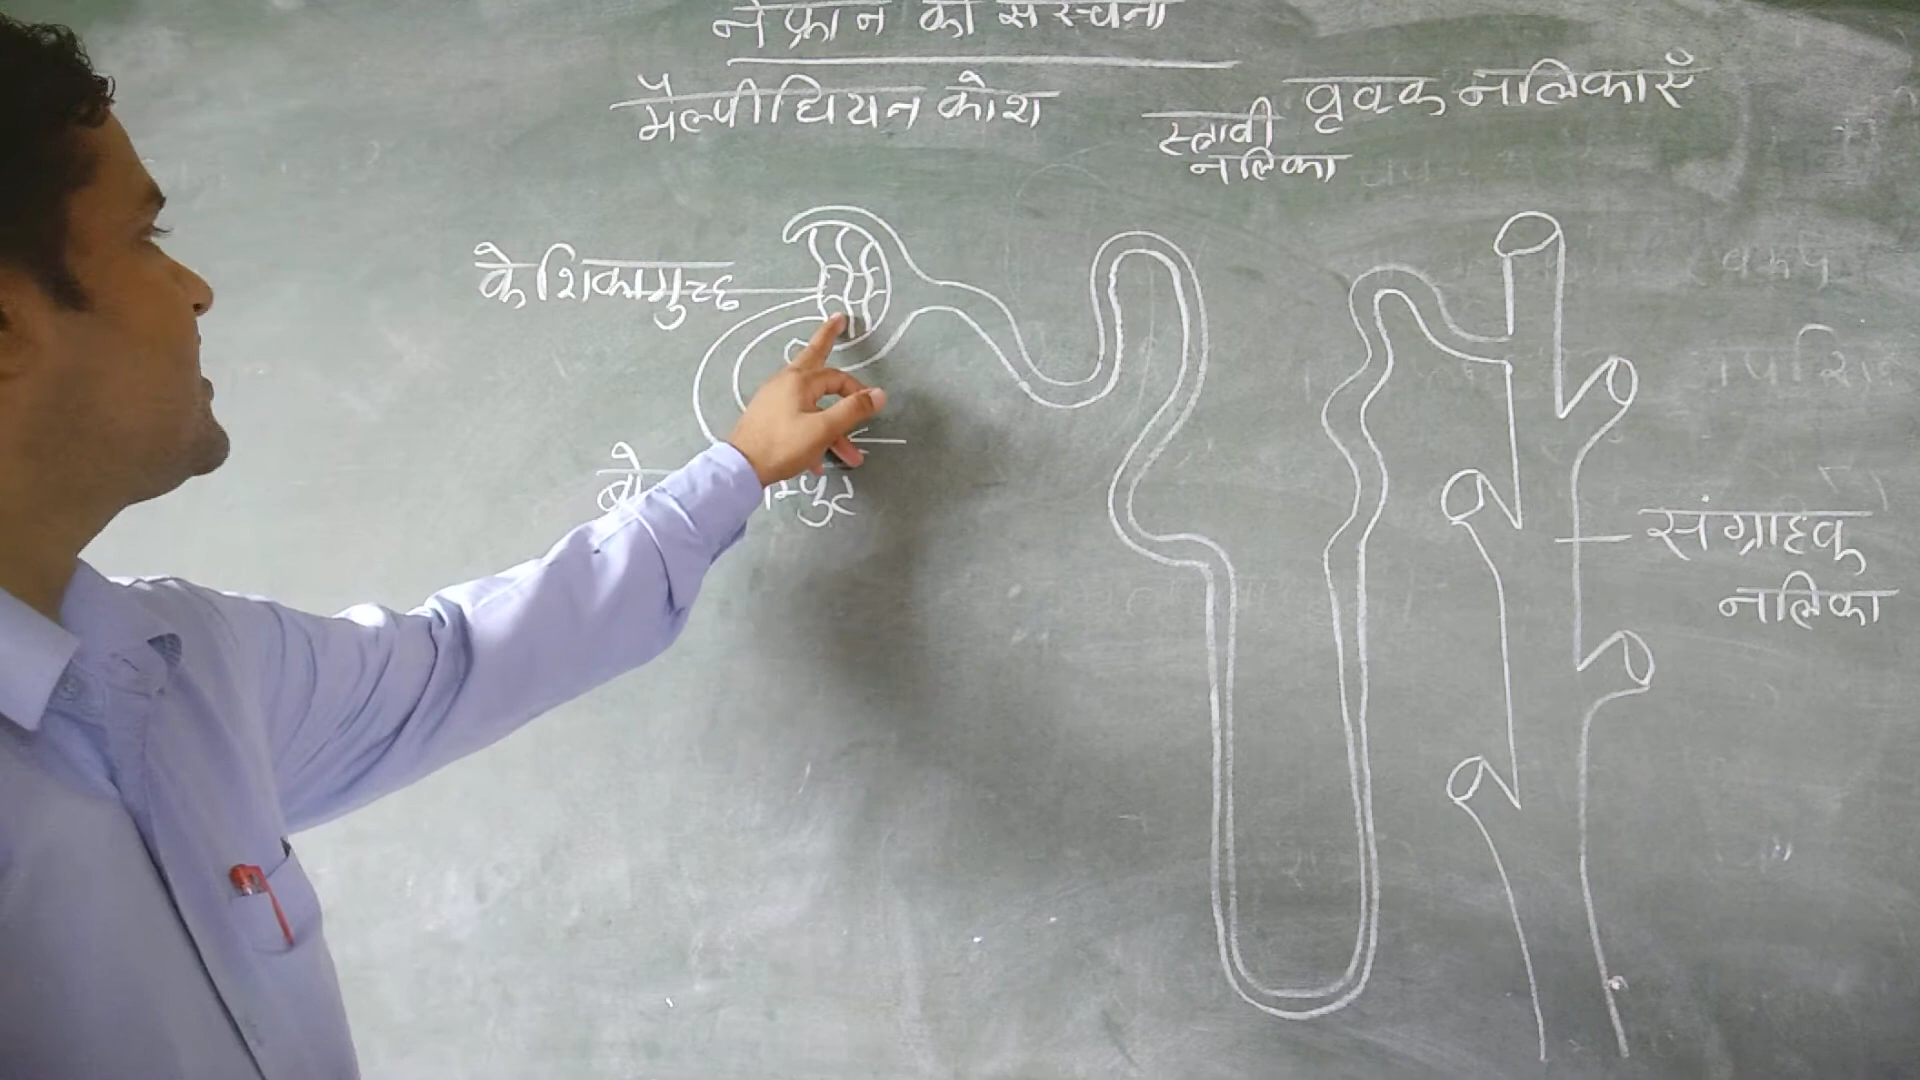 नेफ्रान की संरचना
मैल्पीघियन कोश
वृक्क नलिकाएँ
स्त्रावी
नलिका
केशिकागुच्छ
संग्राहक
नलिका